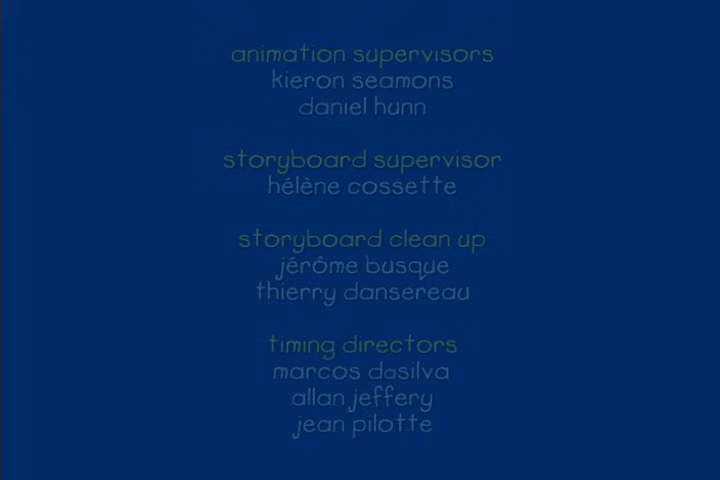 animation supervisors
kieron seamons
daniel hunn
storyboard supervisor
hélène cossette
storyboard clean up
jérôme busque
thierry dansereau
timing directors
marcos dasilva
allan jeffery
jean pilotte